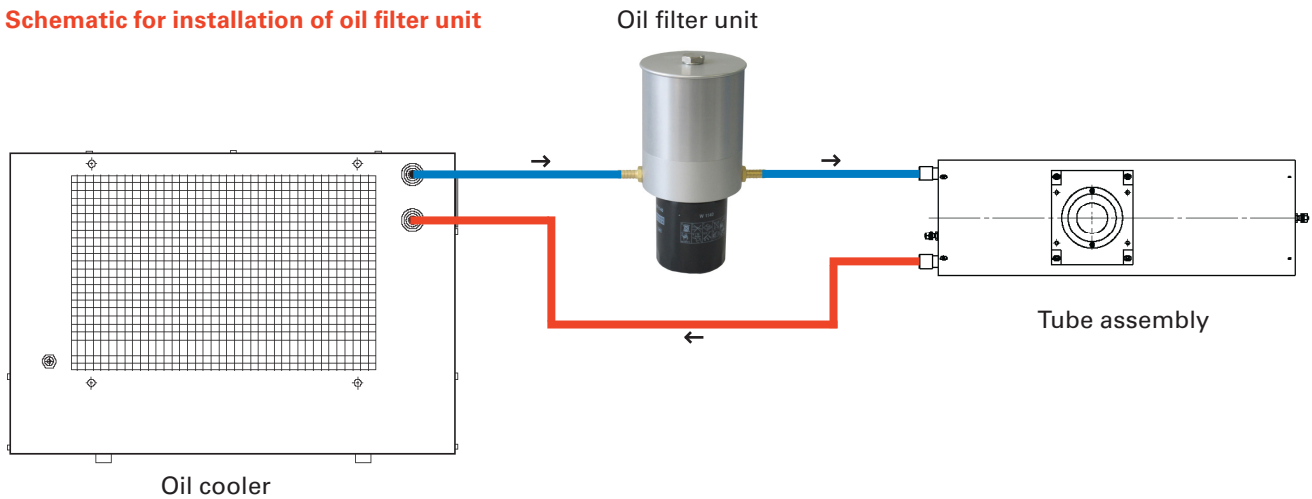 Schematic for installation of oil filter unit
Oil filter unit
Tube assembly
Oil cooler